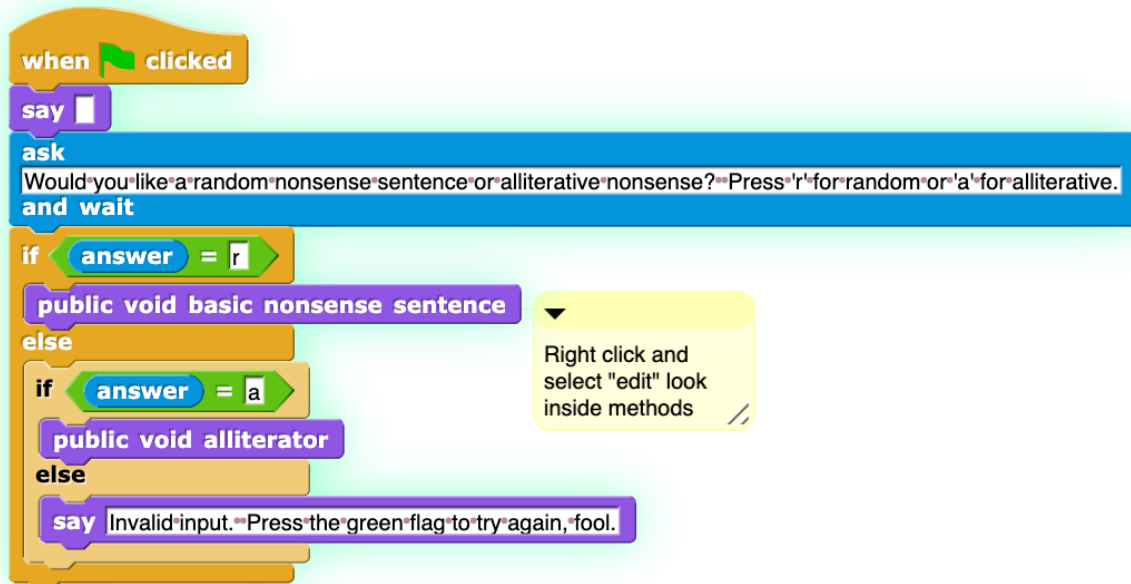 when clicked
say
ask
Would you like a random nonsense sentence or alliterative nonsense?  Press 'r' for random or 'a' for alliterative.
and wait
if answer = r
public void basic nonsense sentence
else
if answer = a
public void alliterator
else
say Invalid input.  Press the green flag to try again, fool.
Right click and
select "edit" look
inside methods